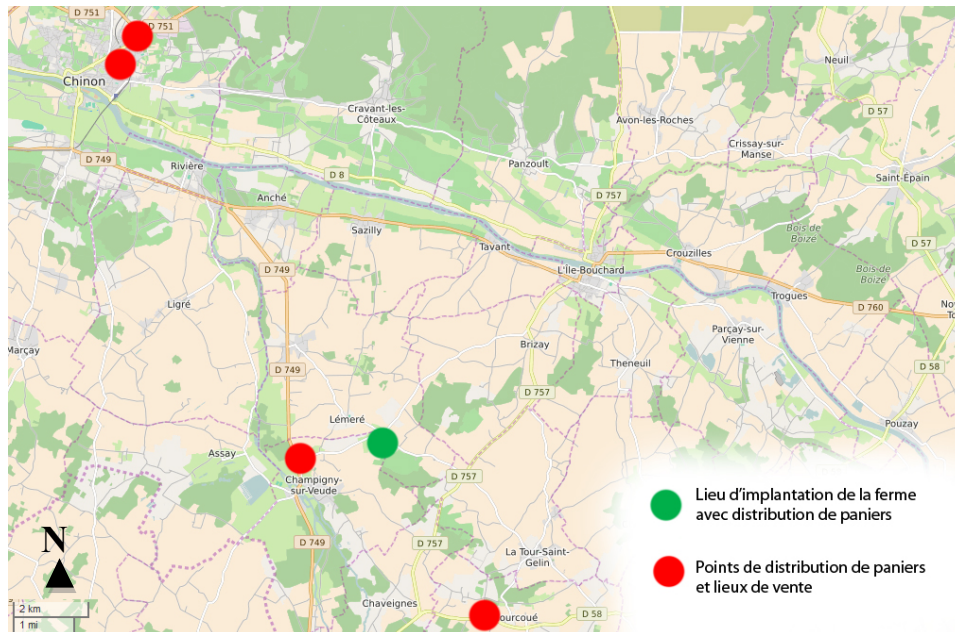 D 751
D 751
Chinon
Neuil
Cravant-les-
Côteaux
Avon-les-Roches
D 57
Crissay-sur-
Manse
D 749
Rivière
D 8
Panzoult
D 757
Saint-Épain
Anché
Sazilly
Tavant
Bois de
Boizé
D 57
Crouzilles
L'Île-Bouchard
D 749
Bois de
Boizé
Ligré
Trogues
D 760
Marçay
Parçay-sur-
Vienne
Brizay
Theneuil
D 749
D 58
D 757
Lémeré
Pouzay
Assay
Champigny-
sur-Veude
D 757
Lieu d'implantation de la ferme
avec distribution de paniers
N
D 749
D 757
La Tour-Saint-
Gelin
Points de distribution de paniers
et lieux de vente
2 km
1 mi
Chaveignes
D 58